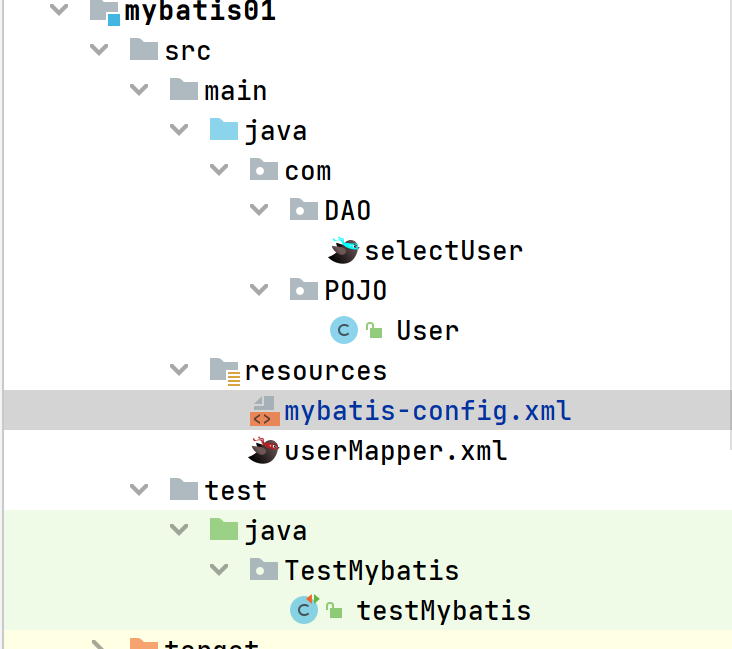 mybatis01
src
main
java
com
DAO
selectUser
POJO
C User
resources
<> mybatis-config.xml
userMapper.xml
test
java
TestMybatis
C testMybatis
target